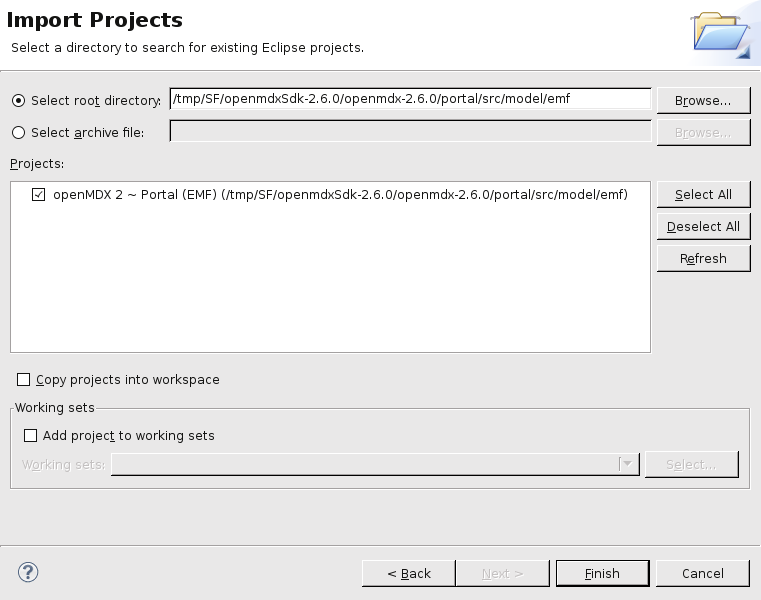 Import Projects
Select a directory to search for existing Eclipse projects.
Select root directory: /tmp/SF/openmdxSdk-2.6.0/openmdx-2.6.0/portal/src/model/emf Browse...
Select archive file: Browse...
Projects:
openMDX 2 ~ Portal (EMF) (/tmp/SF/openmdxSdk-2.6.0/openmdx-2.6.0/portal/src/model/emf)
Select All
Deselect All
Refresh
Copy projects into workspace
Working sets
Add project to working sets
Working sets: Select...
? < Back Next > Finish Cancel